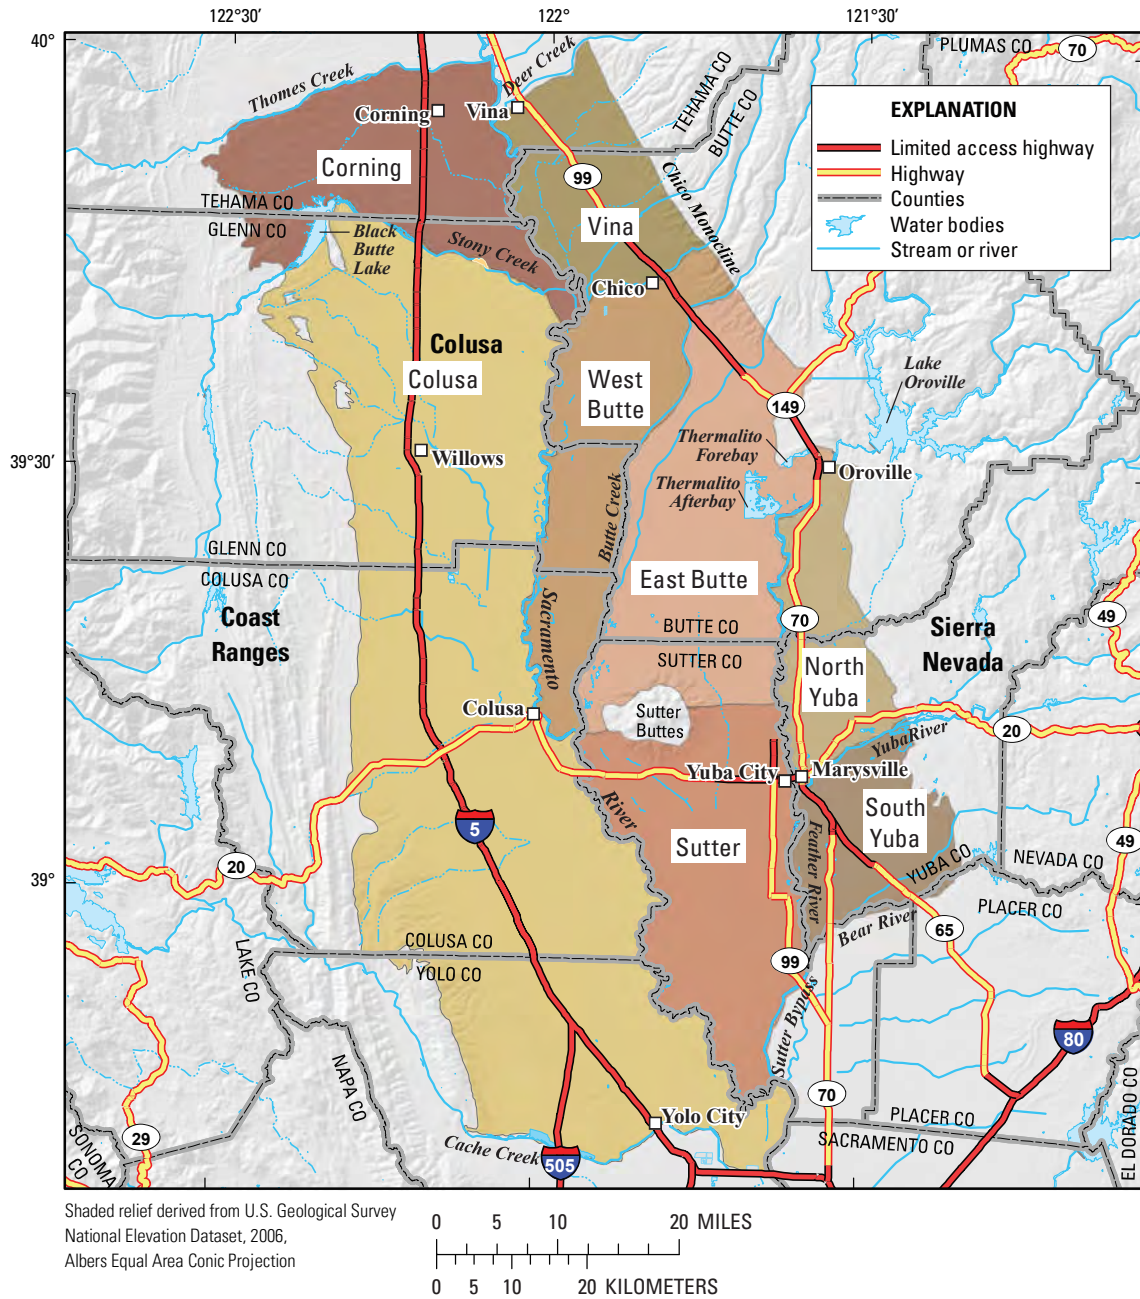 122°30'
122°
121°30'
40°
39°30'
39°
PLUMAS CO
70
Deer Creek
Thomes Creek
TEHAMA CO
BUTTE CO
EXPLANATION
Limited access highway
Highway
Counties
Water bodies
Stream or river
Corning
Vina
Corning
99
Chico Monocline
TEHAMA CO
GLENN CO
Black
Butte
Lake
Stony Creek
Vina
Chico
Colusa
Colusa
West
Butte
Lake
Oroville
149
Thermalito
Forebay
Willows
Oroville
Thermalito
Afterbay
Butte Creek
GLENN CO
COLUSA CO
East Butte
Sacramento
Coast
Ranges
70
49
BUTTE CO
SUTTER CO
Sierra
Nevada
North
Yuba
Colusa
Sutter
Buttes
20
YubaRiver
Yuba City
Marysville
River
5
South
Yuba
Sutter
Feather River
49
20
YUBA CO
NEVADA CO
PLACER CO
Bear River
65
COLUSA CO
YOLO CO
LAKE CO
99
Sutter Bypass
80
NAPA CO
70
Yolo City
PLACER CO
SACRAMENTO CO
EL DORADO CO
29
SONOMA
CO
Cache Creek
505
Shaded relief derived from U.S. Geological Survey
National Elevation Dataset, 2006,
Albers Equal Area Conic Projection
0 5 10 20 MILES
0 5 10 20 KILOMETERS